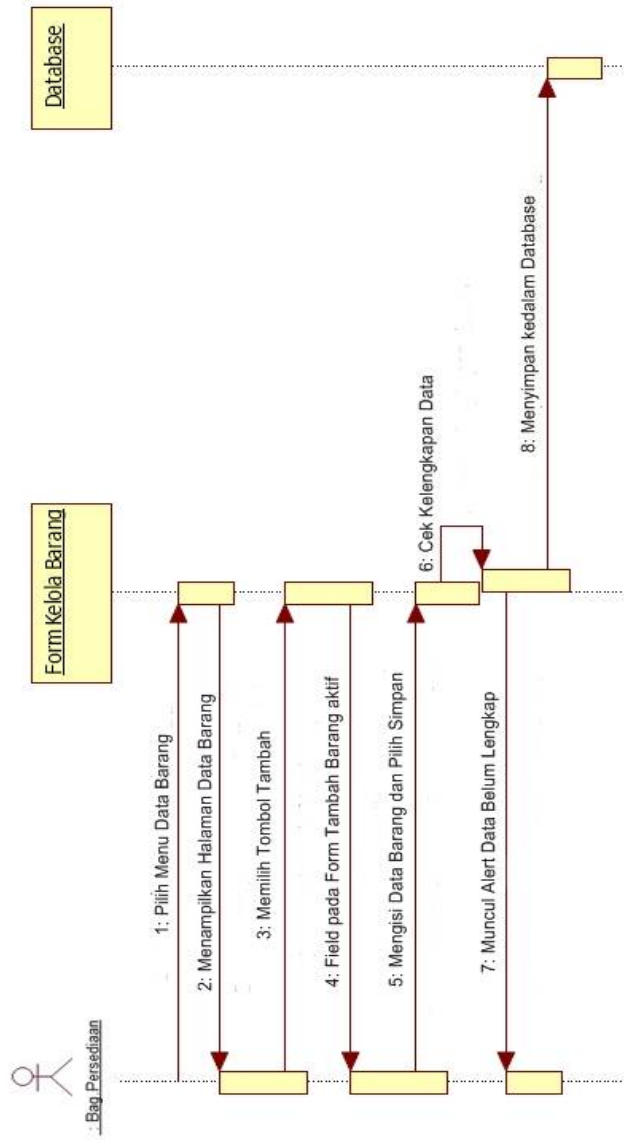 : Bag.Persediaan
Form Kelola Barang
Database
1: Pilih Menu Data Barang
2: Menampilkan Halaman Data Barang
3: Memilih Tombol Tambah
4: Field pada Form Tambah Barang aktif
5: Mengisi Data Barang dan Pilih Simpan
6: Cek Kelengkapan Data
7: Muncul Alert Data Belum Lengkap
8: Menyimpan kedalam Database